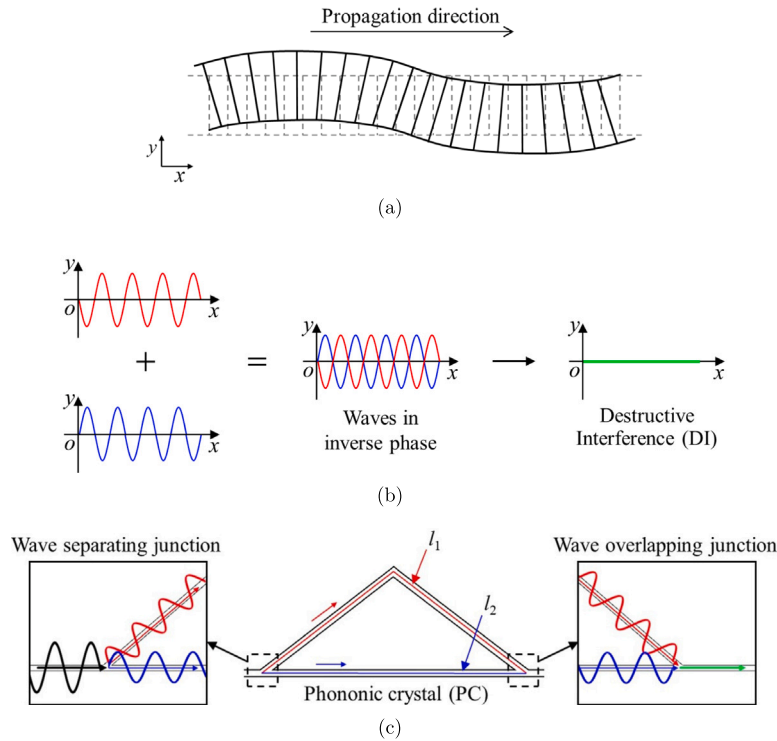 Propagation direction
y
x
(a)
y
o
x
+
y
o
x
=
y
o
x
Waves in
inverse phase
y
o
x
Destructive
Interference (DI)
(b)
Wave separating junction
l1
l2
Phononic crystal (PC)
Wave overlapping junction
(c)